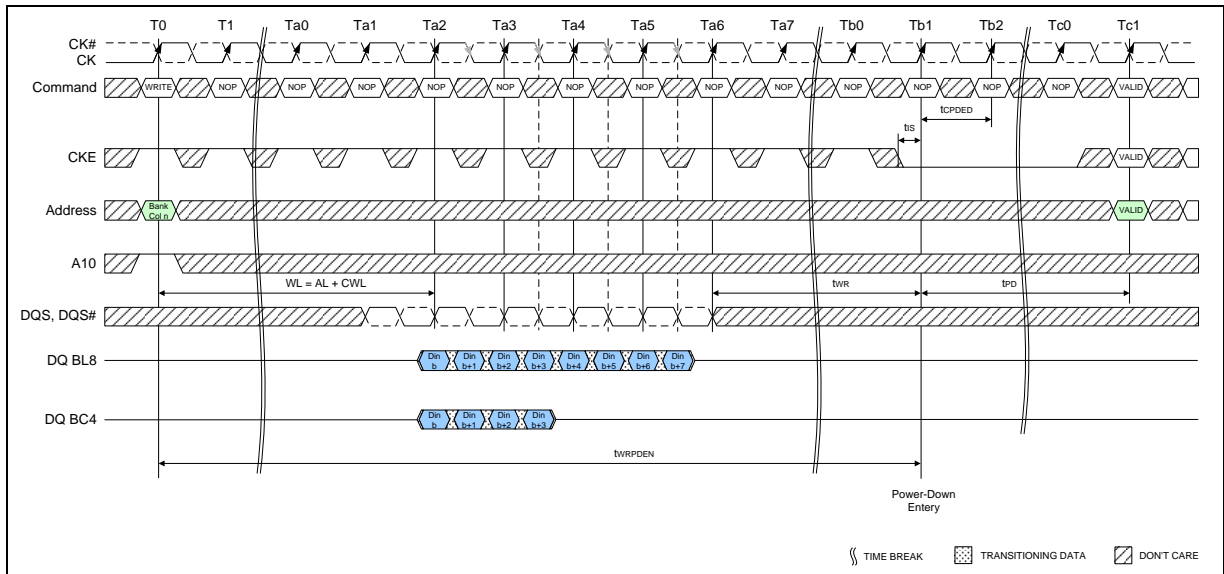 T0 T1 Ta0 Ta1 Ta2 Ta3 Ta4 Ta5 Ta6 Ta7 Tb0 Tb1 Tb2 Tc0 Tc1
CK#
CK
Command WRITE NOP NOP NOP NOP NOP NOP NOP NOP NOP NOP NOP NOP NOP VALID
tCPDED
tIS
CKE VALID
Address Bank Col n VALID
A10
WL = AL + CWL tWR tPD
DQS, DQS#
DQ BL8 Din b Din b+1 Din b+2 Din b+3 Din b+4 Din b+5 Din b+6 Din b+7
DQ BC4 Din b Din b+1 Din b+2 Din b+3
tWRPDEN
Power-Down
Entery
TIME BREAK TRANSITIONING DATA DON'T CARE